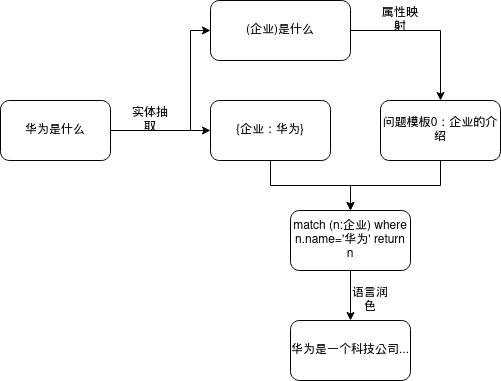 (企业)是什么
属性映
射
华为是什么
实体抽
取
{企业：华为}
问题模板0：企业的介
绍
match (n:企业) where
n.name='华为' return
n
语言润
色
华为是一个科技公司...